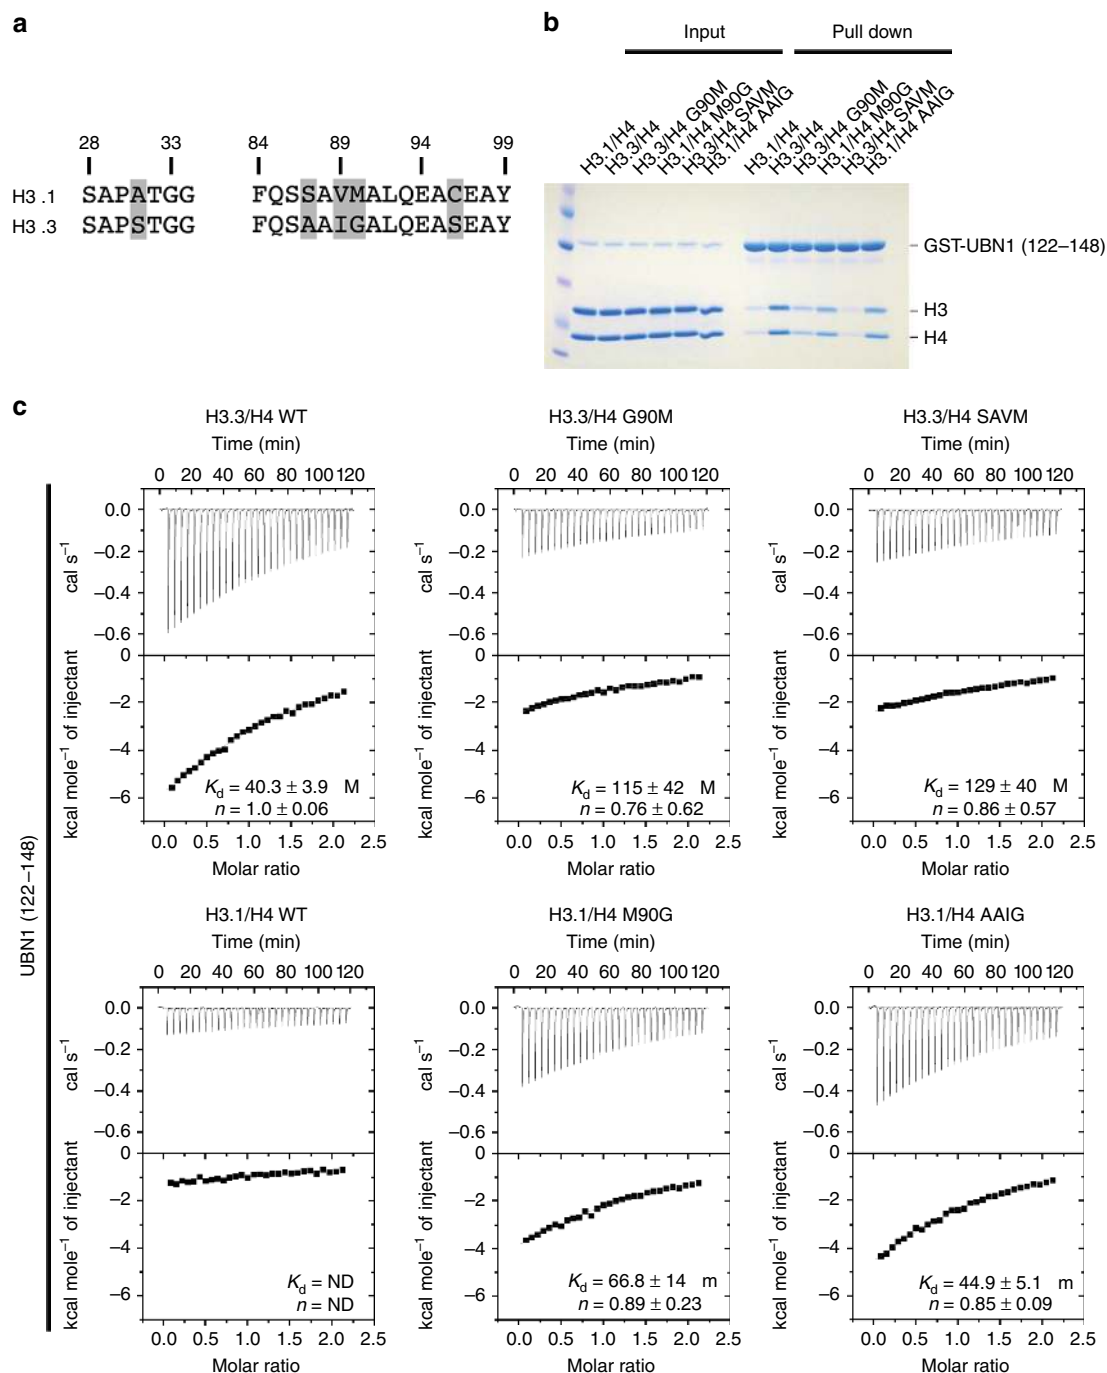 a
28 33 84 89 94 99
H3 .1 SAPATGG FQSSAVMALQEACEAY
H3 .3 SAPSTGG FQSAAIGALQEASEAY
b
Input Pull down
H3.1/H4
H3.3/H4
H3.3/H4 G90M
H3.1/H4 M90G
H3.3/H4 SAVM
H3.1/H4 AAIG
H3.1/H4
H3.3/H4
H3.3/H4 G90M
H3.1/H4 M90G
H3.3/H4 SAVM
H3.1/H4 AAIG
GST-UBN1 (122–148)
H3
H4
c
UBN1 (122–148)
H3.3/H4 WT
Time (min)
0 20 40 60 80 100 120
0.0
–0.2
–0.4
–0.6
cal s–1
0
–2
–4
–6
kcal mole–1 of injectant
Kd = 40.3 ± 3.9 M
n = 1.0 ± 0.06
0.0 0.5 1.0 1.5 2.0 2.5
Molar ratio
H3.3/H4 G90M
Time (min)
0 20 40 60 80 100 120
0.0
–0.2
–0.4
–0.6
cal s–1
0
–2
–4
–6
kcal mole–1 of injectant
Kd = 115 ± 42 M
n = 0.76 ± 0.62
0.0 0.5 1.0 1.5 2.0 2.5
Molar ratio
H3.3/H4 SAVM
Time (min)
0 20 40 60 80 100 120
0.0
–0.2
–0.4
–0.6
cal s–1
0
–2
–4
–6
kcal mole–1 of injectant
Kd = 129 ± 40 M
n = 0.86 ± 0.57
0.0 0.5 1.0 1.5 2.0 2.5
Molar ratio
H3.1/H4 WT
Time (min)
0 20 40 60 80 100 120
0.0
–0.2
–0.4
–0.6
cal s–1
0
–2
–4
–6
kcal mole–1 of injectant
Kd = ND
n = ND
0.0 0.5 1.0 1.5 2.0 2.5
Molar ratio
H3.1/H4 M90G
Time (min)
0 20 40 60 80 100 120
0.0
–0.2
–0.4
–0.6
cal s–1
0
–2
–4
–6
kcal mole–1 of injectant
Kd = 66.8 ± 14 m
n = 0.89 ± 0.23
0.0 0.5 1.0 1.5 2.0 2.5
Molar ratio
H3.1/H4 AAIG
Time (min)
0 20 40 60 80 100 120
0.0
–0.2
–0.4
–0.6
cal s–1
0
–2
–4
–6
kcal mole–1 of injectant
Kd = 44.9 ± 5.1 m
n = 0.85 ± 0.09
0.0 0.5 1.0 1.5 2.0 2.5
Molar ratio